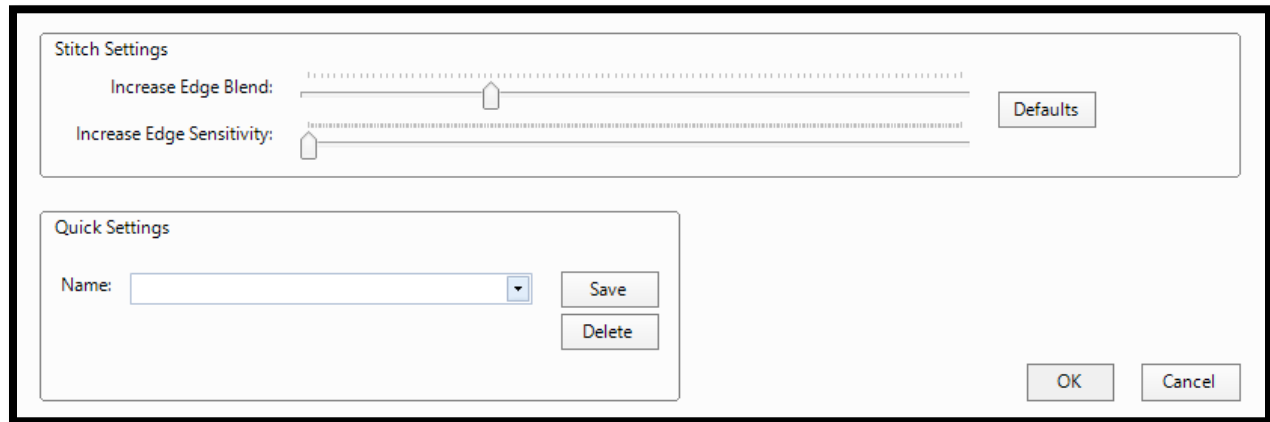 Stitch Settings
Increase Edge Blend:
Defaults
Increase Edge Sensitivity:
Quick Settings
Name:
Save
Delete
OK
Cancel